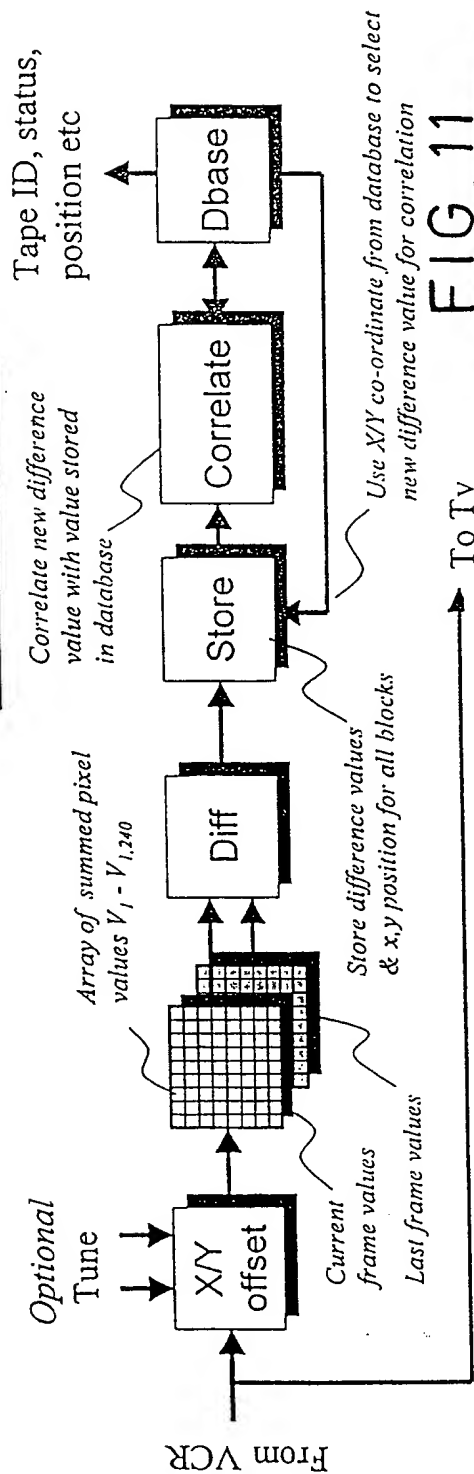 From VCR
Optional
Tune
X/Y
offset
Array of summed pixel
values V1 - V1,240
Current
frame values
Last frame values
Diff
Store difference values
& x,y position for all blocks
Store
Correlate new difference
value with value stored
in database
Correlate
Dbase
Tape ID, status,
position etc
Use X/Y co-ordinate from database to select
new difference value for correlation
To Tv
FIG 11